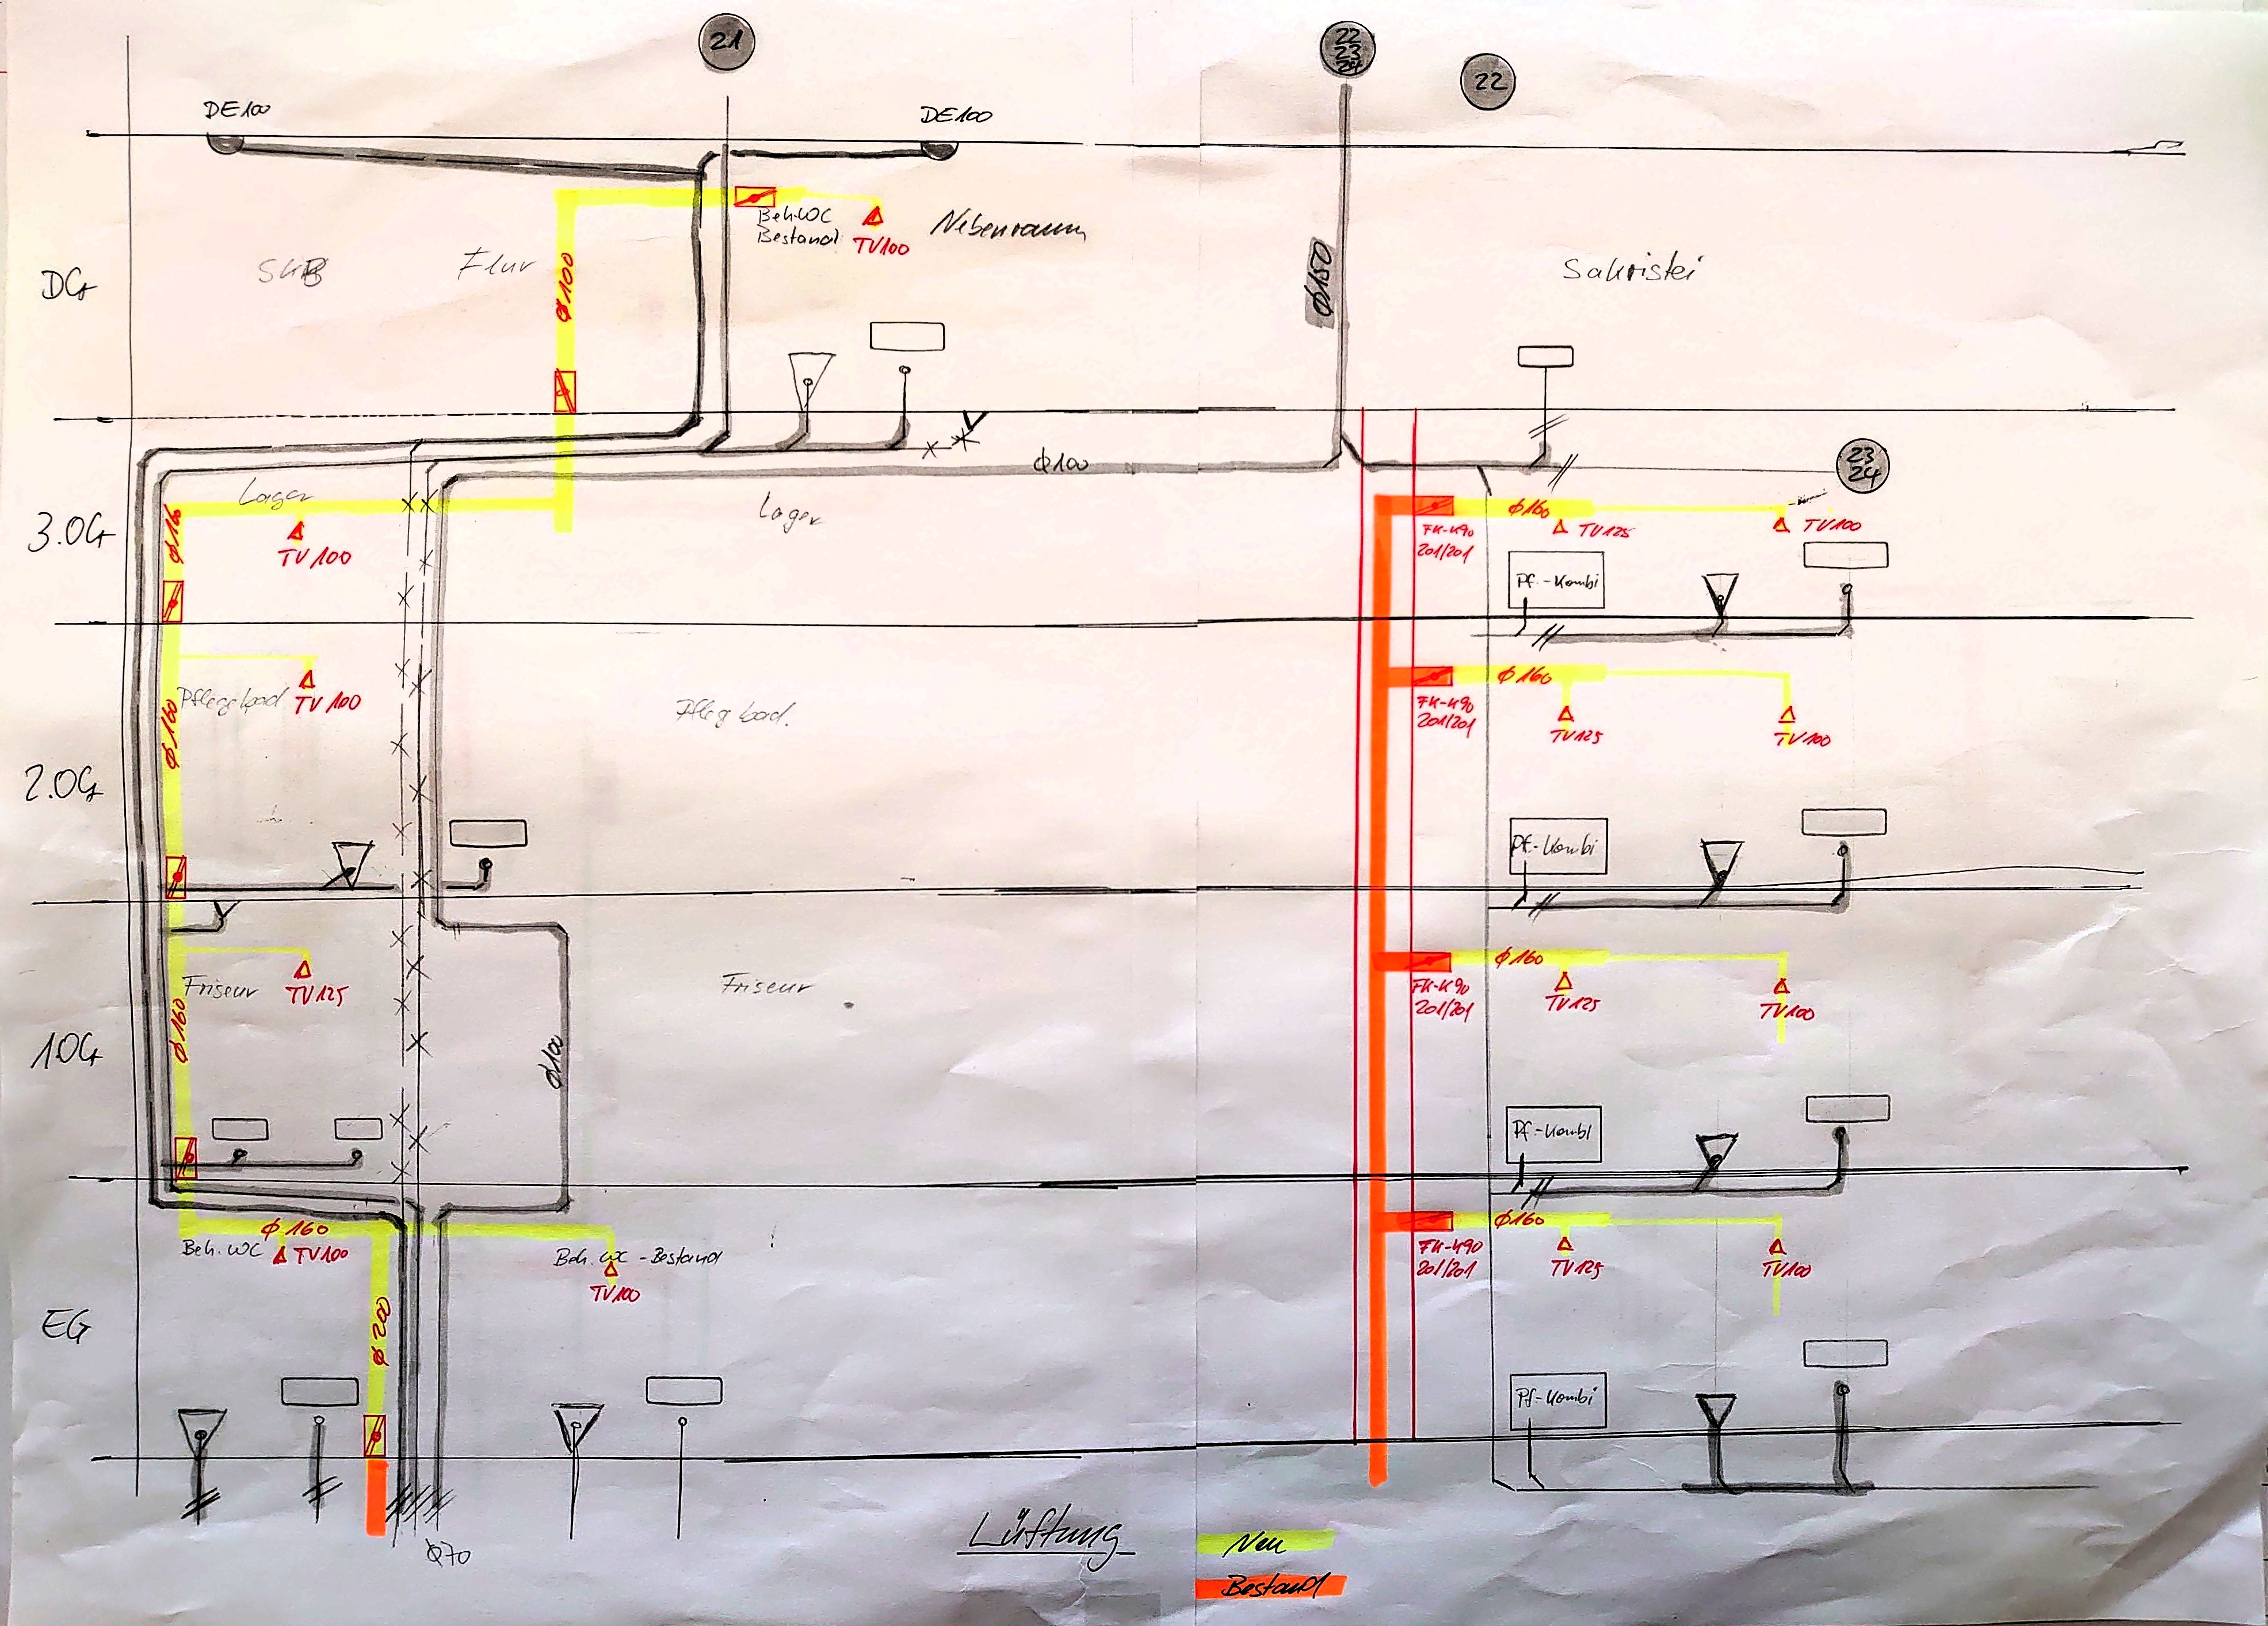 21
22
23
24
22
DE100
DE100
Beh.WC
Bestand
TV100
Nebenraum
DG
Flur
ø100
ø150
Sakristei
ø100
23
24
3.OG
Lager
ø160
TV100
Lager
FK-K90
201/201
ø160
TV125
TV100
Pf.-Kombi
2.OG
Pflegebad
TV100
ø160
Pflegbad.
FK-K90
201/201
ø160
TV125
TV100
Pf.-Kombi
1.OG
Friseur
TV125
ø160
Friseur
ø100
FK-K90
201/201
ø160
TV125
TV100
Pf.-Kombi
EG
ø160
Beh. WC
TV100
Beh. WC - Bestand
TV100
ø200
FK-K90
201/201
ø160
TV125
TV100
Pf.-Kombi
ø70
Lüftung
Neu
Bestand